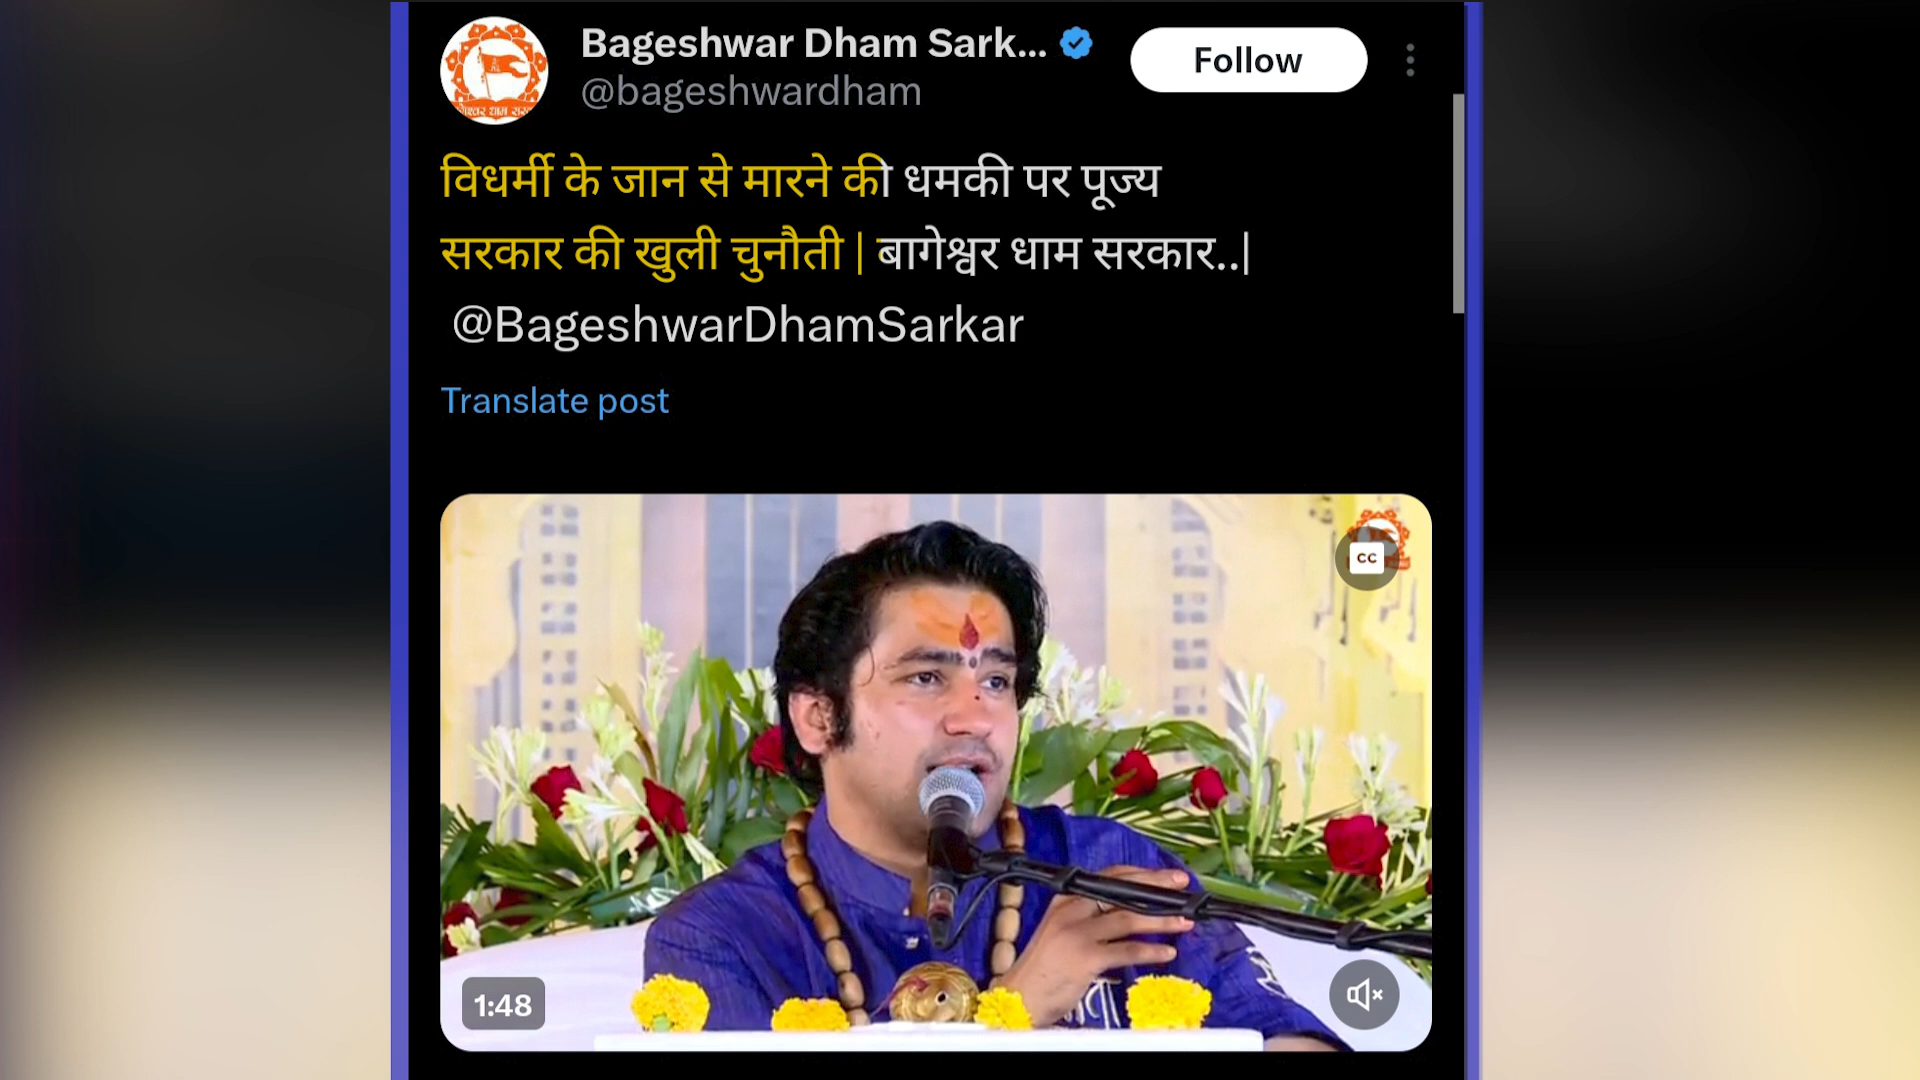 Bageshwar Dham Sark...
@bageshwardham
Follow
विधर्मी के जान से मारने की धमकी पर पूज्य
सरकार की खुली चुनौती | बागेश्वर धाम सरकार..|
@BageshwarDhamSarkar
Translate post
CC
1:48